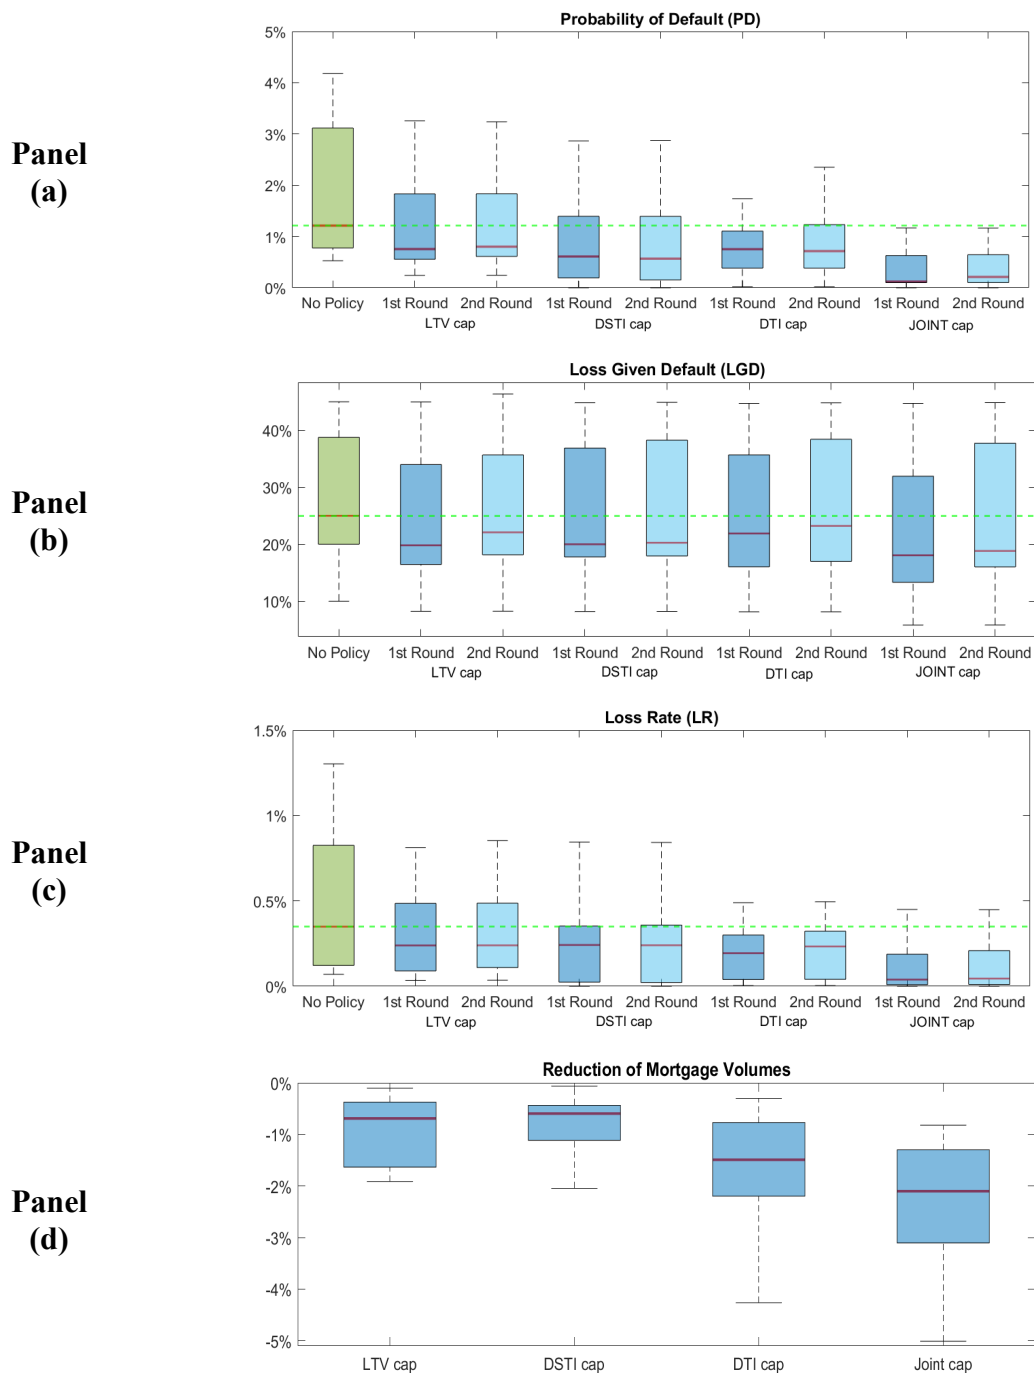 Panel
(a)
Probability of Default (PD)
5%
4%
3%
2%
1%
0%
No Policy 1st Round 2nd Round 1st Round 2nd Round 1st Round 2nd Round 1st Round 2nd Round
LTV cap DSTI cap DTI cap JOINT cap
Panel
(b)
Loss Given Default (LGD)
40%
30%
20%
10%
No Policy 1st Round 2nd Round 1st Round 2nd Round 1st Round 2nd Round 1st Round 2nd Round
LTV cap DSTI cap DTI cap JOINT cap
Panel
(c)
Loss Rate (LR)
1.5%
1%
0.5%
0%
No Policy 1st Round 2nd Round 1st Round 2nd Round 1st Round 2nd Round 1st Round 2nd Round
LTV cap DSTI cap DTI cap JOINT cap
Panel
(d)
Reduction of Mortgage Volumes
0%
-1%
-2%
-3%
-4%
-5%
LTV cap DSTI cap DTI cap Joint cap